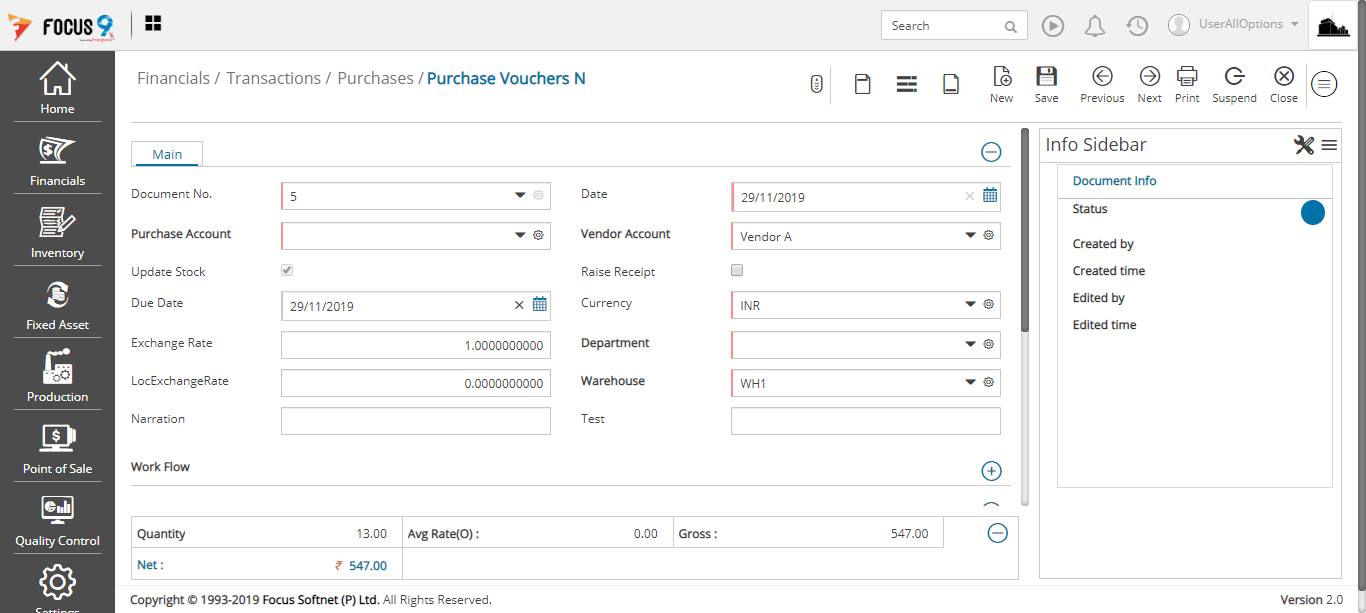 FOCUS 9
Search
UserAllOptions
Home
Financials
Inventory
Fixed Asset
Production
Point of Sale
Quality Control
Settings
Financials / Transactions / Purchases / Purchase Vouchers N
New Save Previous Next Print Suspend Close
Main
Document No. 5 Date 29/11/2019
Purchase Account Vendor Account Vendor A
Update Stock Raise Receipt
Due Date 29/11/2019 Currency INR
Exchange Rate 1.0000000000 Department
LocExchangeRate 0.0000000000 Warehouse WH1
Narration Test
Work Flow
Info Sidebar
Document Info
Status
Created by
Created time
Edited by
Edited time
Quantity 13.00 Avg Rate(O) : 0.00 Gross : 547.00
Net : ₹ 547.00
Copyright © 1993-2019 Focus Softnet (P) Ltd. All Rights Reserved. Version 2.0